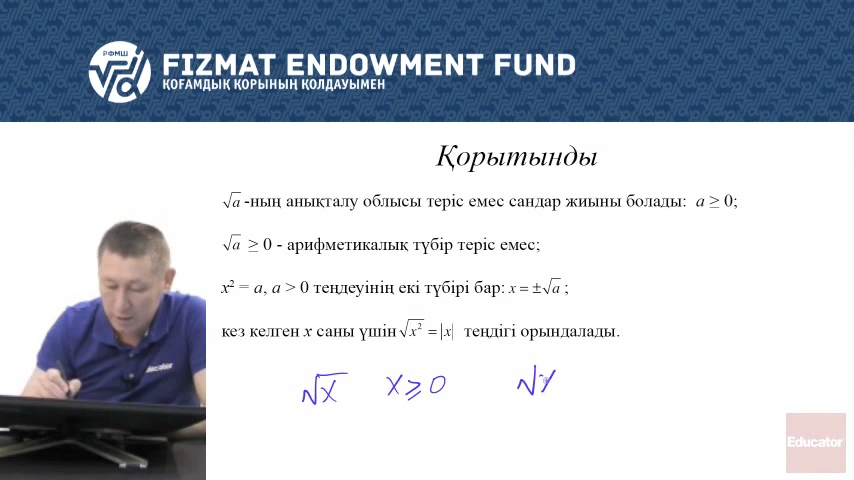 РФМШ
FIZMAT ENDOWMENT FUND
ҚОҒАМДЫҚ ҚОРЫНЫҢ ҚОЛДАУЫМЕН
Қорытынды
√a -ның анықталу облысы теріс емес сандар жиыны болады: a ≥ 0;
√a ≥ 0 - арифметикалық түбір теріс емес;
x² = a, a > 0 теңдеуінің екі түбірі бар: x = ±√a ;
кез келген x саны үшін √x² = |x| теңдігі орындалады.
√x x ≥ 0
Educator